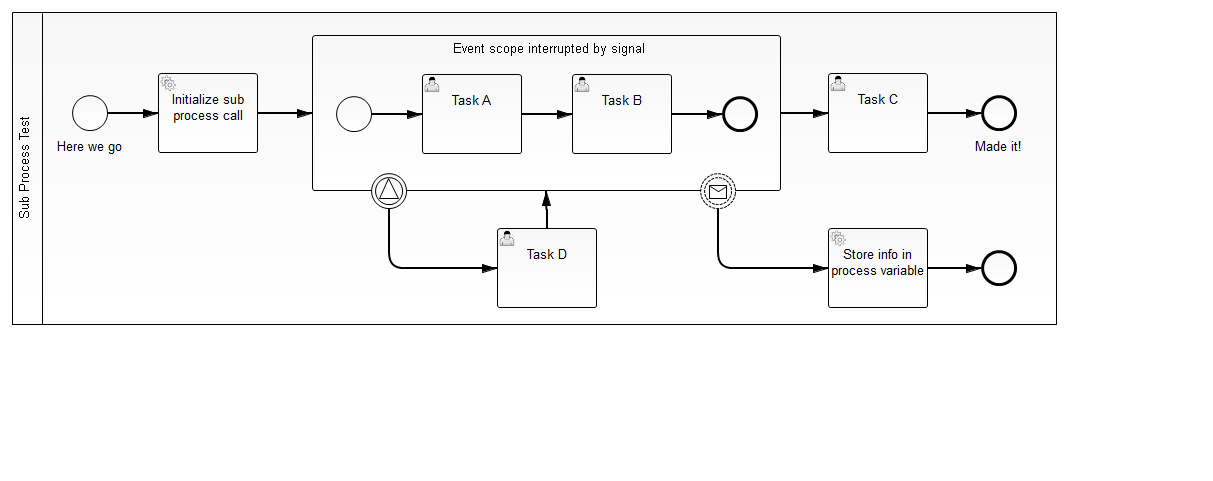 Sub Process Test
Event scope interrupted by signal
Here we go
Initialize sub
process call
Task A
Task B
Task C
Made it!
Task D
Store info in
process variable